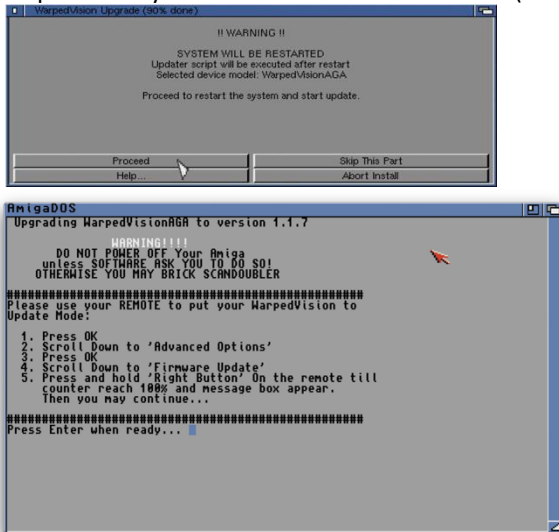 WarpedVision Upgrade (90% done)
!! WARNING !!
SYSTEM WILL BE RESTARTED
Updater script will be executed after restart
Selected device model: WarpedVisionAGA
Proceed to restart the system and start update.
Proceed
Skip This Part
Help...
Abort Install
AmigaDOS
Upgrading WarpedVisionAGA to version 1.1.7
WARNING!!!!
DO NOT POWER OFF Your Amiga
unless SOFTWARE ASK YOU TO DO SO!
OTHERWISE YOU MAY BRICK SCANDOUBLER
########################################################
Please use your REMOTE to put your WarpedVision to
Update Mode:
1. Press OK
2. Scroll Down to 'Advanced Options'
3. Press OK
4. Scroll Down to 'Firmware Update'
5. Press and hold 'Right Button' On the remote till
counter reach 100% and message box appear.
Then you may continue...
########################################################
Press Enter when ready...